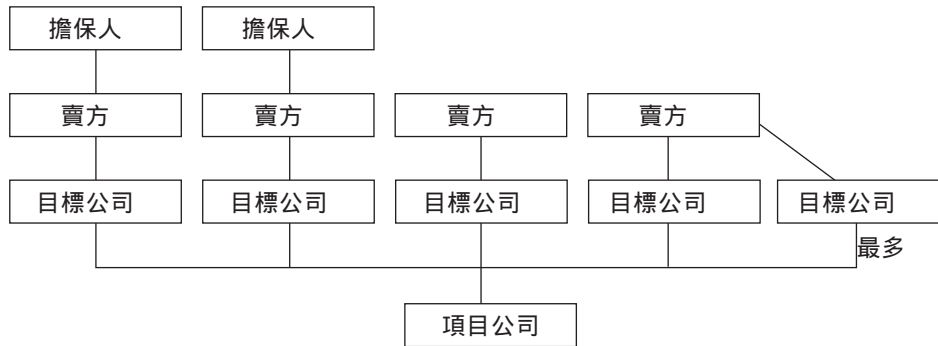 擔保人 擔保人
賣方 賣方 賣方 賣方
目標公司 目標公司 目標公司 目標公司 目標公司
最多
項目公司